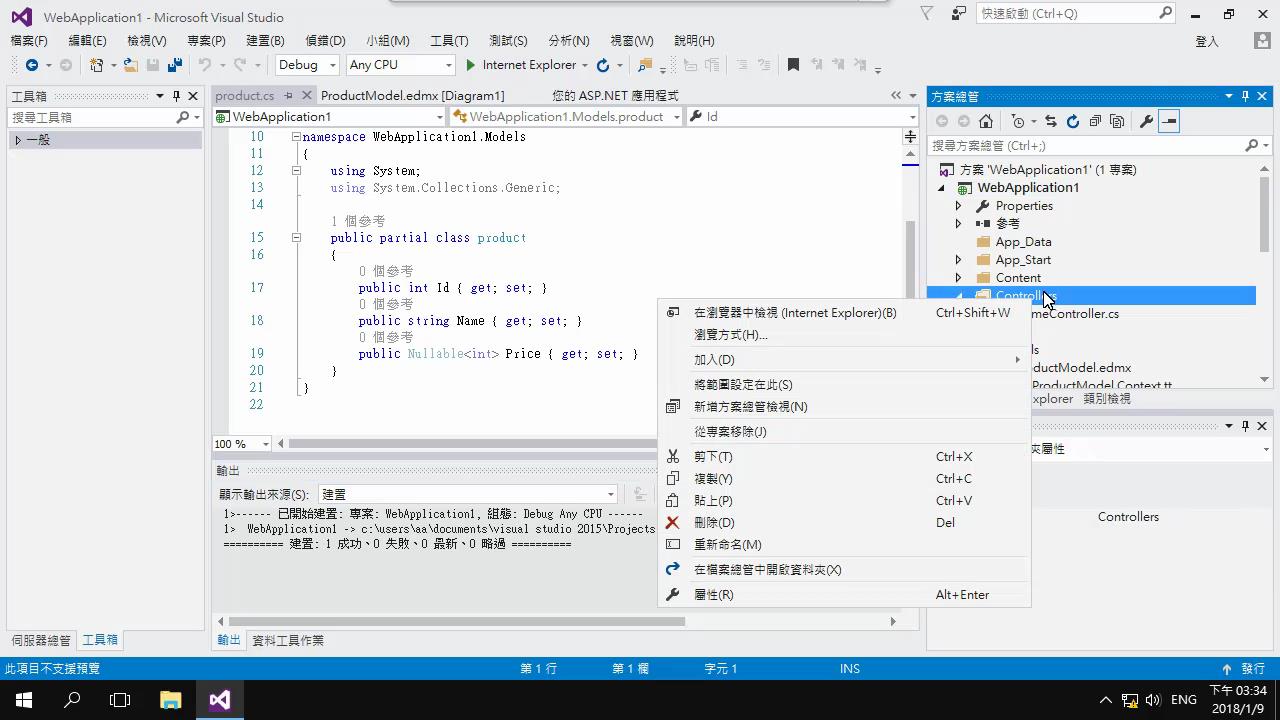 WebApplication1 - Microsoft Visual Studio
快速啟動 (Ctrl+Q)
檔案(F) 編輯(E) 檢視(V) 專案(P) 建置(B) 偵錯(D) 小組(M) 工具(T) 測試(S) 分析(N) 視窗(W) 說明(H)
登入
Debug Any CPU Internet Explorer
工具箱
搜尋工具箱
一般
product.cs ProductModel.edmx [Diagram1] 您的 ASP.NET 應用程式
WebApplication1 WebApplication1.Models.product Id
10 namespace WebApplication1.Models
11 {
12 using System;
13 using System.Collections.Generic;
14
1 個參考
15 public partial class product
16 {
0 個參考
17 public int Id { get; set; }
0 個參考
18 public string Name { get; set; }
0 個參考
19 public Nullable<int> Price { get; set; }
20 }
21 }
22
100 %
輸出
顯示輸出來源(S): 建置
1>------ 已開始建置: 專案: WebApplication1, 組態: Debug Any CPU ------
1> WebApplication1 -> c:\users\aa\documents\visual studio 2015\Projects
========== 建置: 1 成功、0 失敗、0 最新、0 略過 ==========
方案總管
搜尋方案總管 (Ctrl+;)
方案 'WebApplication1' (1 專案)
WebApplication1
Properties
參考
App_Data
App_Start
Content
Controllers
meController.cs
ls
ductModel.edmx
ProductModel.Context.tt
xplorer 類別檢視
夾屬性
Controllers
在瀏覽器中檢視 (Internet Explorer)(B) Ctrl+Shift+W
瀏覽方式(H)...
加入(D)
將範圍設定在此(S)
新增方案總管檢視(N)
從專案移除(J)
剪下(T) Ctrl+X
複製(Y) Ctrl+C
貼上(P) Ctrl+V
刪除(D) Del
重新命名(M)
在檔案總管中開啟資料夾(X)
屬性(R) Alt+Enter
伺服器總管 工具箱
輸出 資料工具作業
此項目不支援預覽 第 1 行 第 1 欄 字元 1 INS 發行
ENG
下午 03:34
2018/1/9